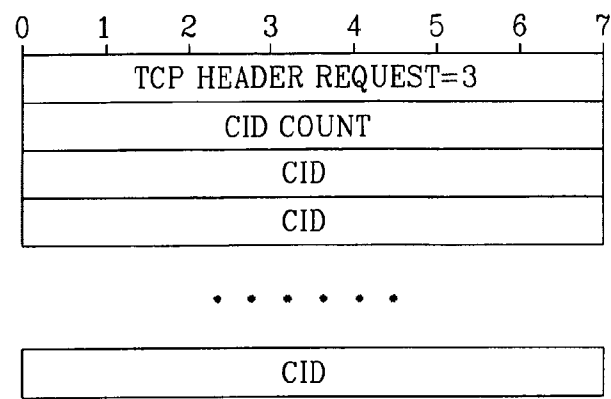 0 1 2 3 4 5 6 7
TCP HEADER REQUEST=3
CID COUNT
CID
CID
CID